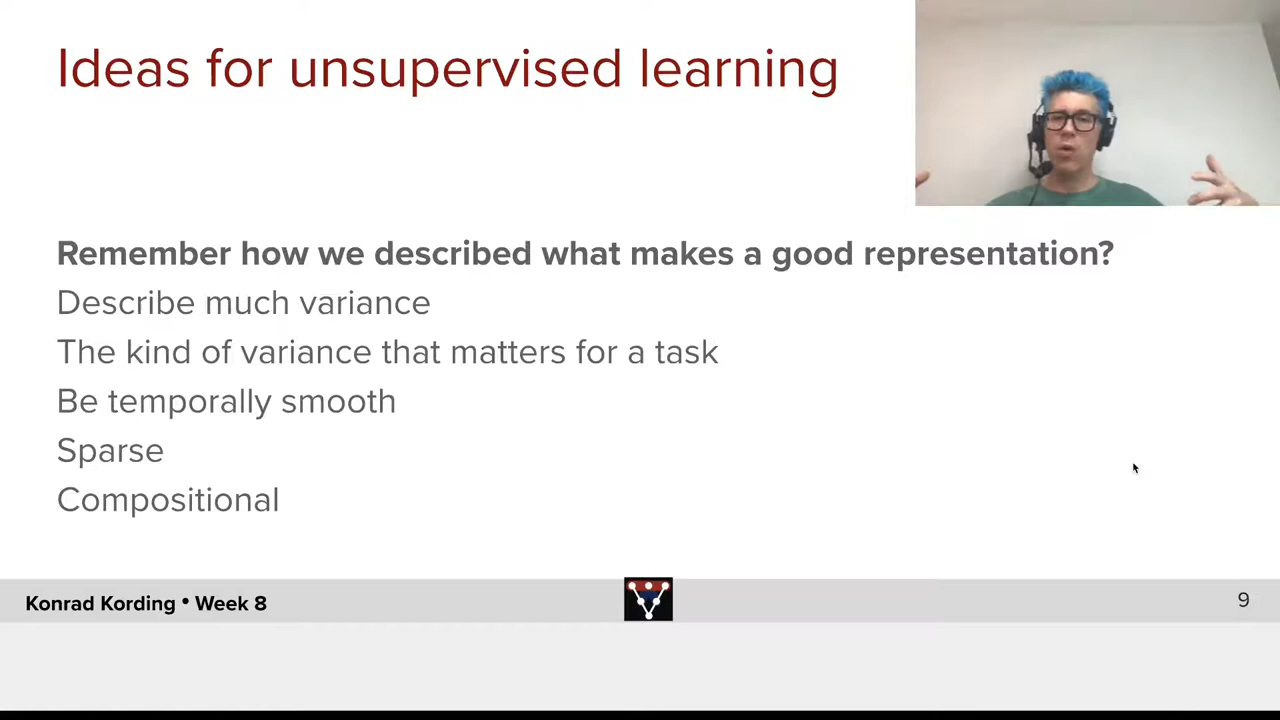 Ideas for unsupervised learning
Remember how we described what makes a good representation?
Describe much variance
The kind of variance that matters for a task
Be temporally smooth
Sparse
Compositional
Konrad Kording • Week 8
9